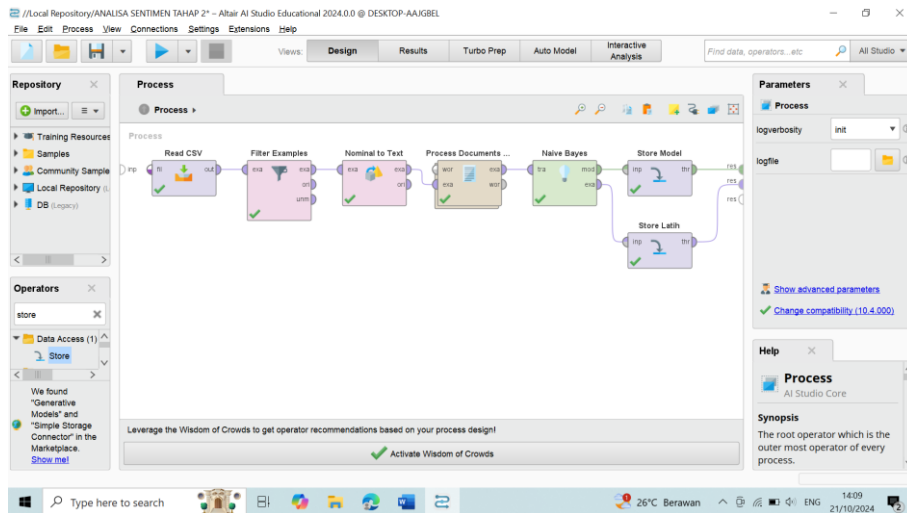 //Local Repository/ANALISA SENTIMEN TAHAP 2* – Altair AI Studio Educational 2024.0.0 @ DESKTOP-AAJGBEL
File Edit Process View Connections Settings Extensions Help
Views: Design Results Turbo Prep Auto Model Interactive Analysis Find data, operators...etc All Studio
Repository
Import...
Training Resources
Samples
Community Sample
Local Repository (L
DB (Legacy)
Operators
store
Data Access (1)
Store
We found
"Generative
Models" and
"Simple Storage
Connector" in the
Marketplace.
Show me!
Process
Process
Process
inp
Read CSV
fil out
Filter Examples
exa exa
ori
unm
Nominal to Text
exa exa
ori
Process Documents ...
wor exa
exa wor
Naive Bayes
tra mod
exa
Store Model
inp thr
Store Latih
inp thr
res
res
res
Leverage the Wisdom of Crowds to get operator recommendations based on your process design!
Activate Wisdom of Crowds
Parameters
Process
logverbosity init
logfile
Show advanced parameters
Change compatibility (10.4.000)
Help
Process
AI Studio Core
Synopsis
The root operator which is the
outer most operator of every
process.
Type here to search
26°C Berawan
ENG
14:09
21/10/2024
2